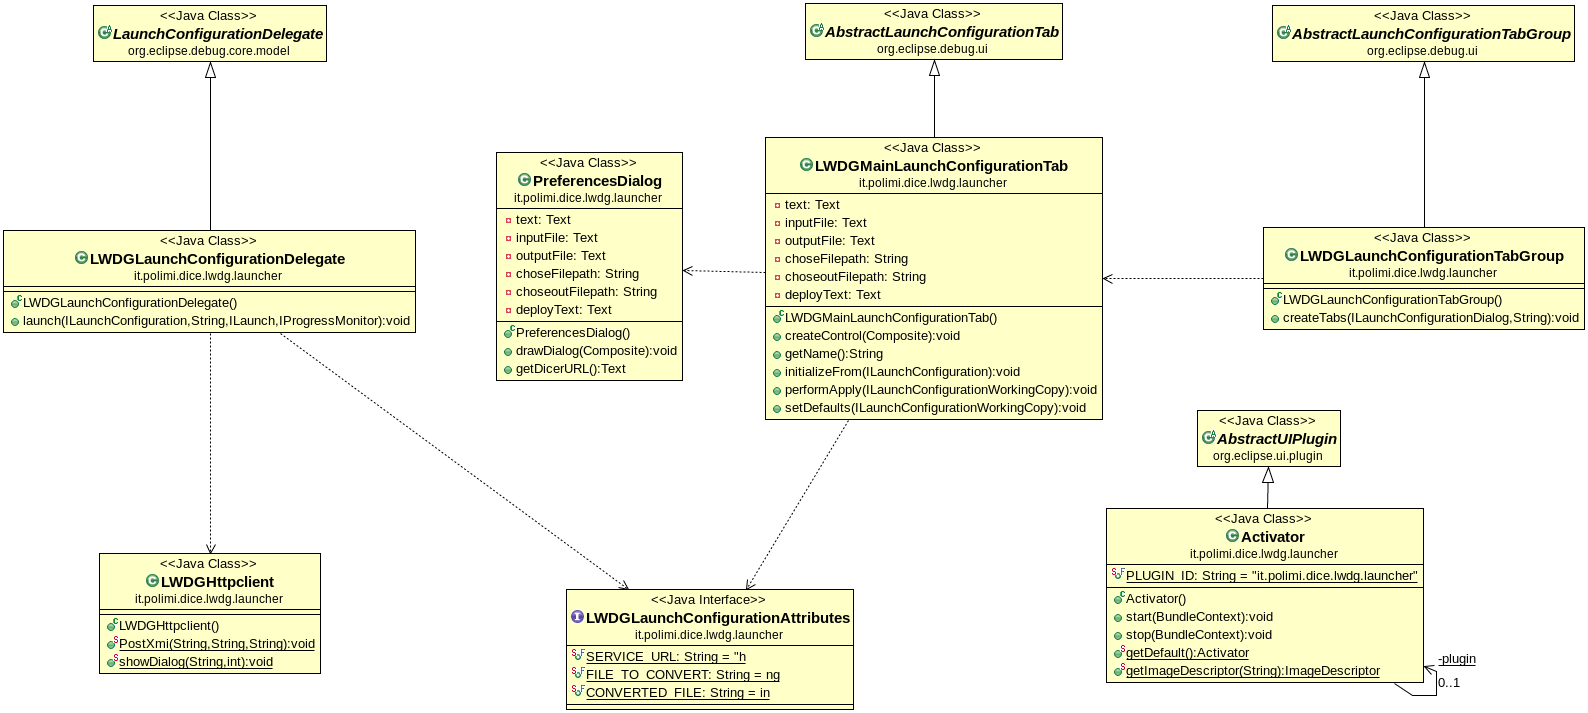 <<Java Class>>
LaunchConfigurationDelegate
org.eclipse.debug.core.model
<<Java Class>>
AbstractLaunchConfigurationTab
org.eclipse.debug.ui
<<Java Class>>
AbstractLaunchConfigurationTabGroup
org.eclipse.debug.ui
<<Java Class>>
LWDGLaunchConfigurationDelegate
it.polimi.dice.lwdg.launcher
LWDGLaunchConfigurationDelegate()
launch(ILaunchConfiguration,String,ILaunch,IProgressMonitor):void
<<Java Class>>
PreferencesDialog
it.polimi.dice.lwdg.launcher
text: Text
inputFile: Text
outputFile: Text
choseFilepath: String
choseoutFilepath: String
deployText: Text
PreferencesDialog()
drawDialog(Composite):void
getDicerURL():Text
<<Java Class>>
LWDGMainLaunchConfigurationTab
it.polimi.dice.lwdg.launcher
text: Text
inputFile: Text
outputFile: Text
choseFilepath: String
choseoutFilepath: String
deployText: Text
LWDGMainLaunchConfigurationTab()
createControl(Composite):void
getName():String
initializeFrom(ILaunchConfiguration):void
performApply(ILaunchConfigurationWorkingCopy):void
setDefaults(ILaunchConfigurationWorkingCopy):void
<<Java Class>>
LWDGLaunchConfigurationTabGroup
it.polimi.dice.lwdg.launcher
LWDGLaunchConfigurationTabGroup()
createTabs(ILaunchConfigurationDialog,String):void
<<Java Class>>
AbstractUIPlugin
org.eclipse.ui.plugin
<<Java Class>>
Activator
it.polimi.dice.lwdg.launcher
PLUGIN_ID: String = "it.polimi.dice.lwdg.launcher"
Activator()
start(BundleContext):void
stop(BundleContext):void
getDefault():Activator
getImageDescriptor(String):ImageDescriptor
-plugin
0..1
<<Java Class>>
LWDGHttpclient
it.polimi.dice.lwdg.launcher
LWDGHttpclient()
PostXmi(String,String,String):void
showDialog(String,int):void
<<Java Interface>>
LWDGLaunchConfigurationAttributes
it.polimi.dice.lwdg.launcher
SERVICE_URL: String = "h
FILE_TO_CONVERT: String = ng
CONVERTED_FILE: String = in